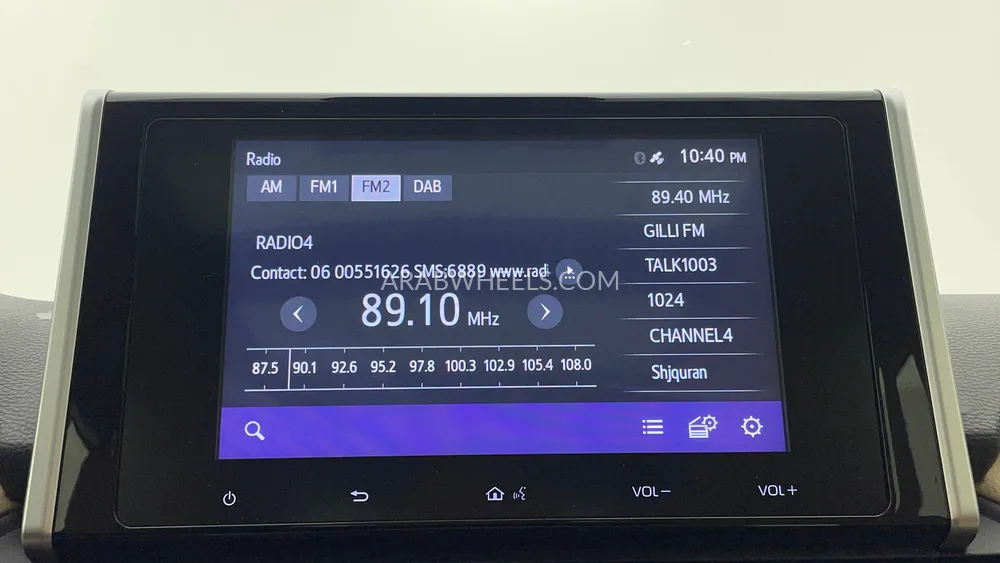 Radio
10:40 PM
AM FM1 FM2 DAB
RADIO4
Contact: 06 00551626 SMS:6889 www.radi
89.10 MHz
87.5 90.1 92.6 95.2 97.8 100.3 102.9 105.4 108.0
89.40 MHz
GILLI FM
TALK1003
1024
CHANNEL4
Shjquran
ARABWHEELS.COM
VOL− VOL+